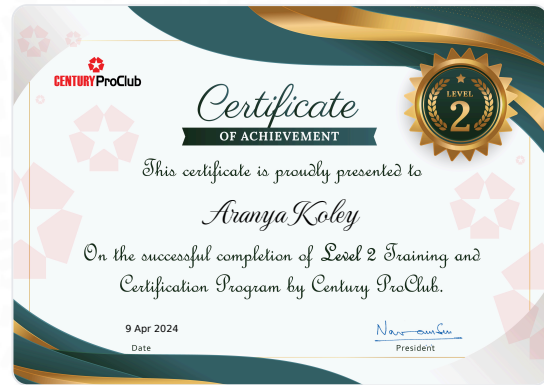 CENTURY ProClub
Certificate
OF ACHIEVEMENT
LEVEL
2
This certificate is proudly presented to
Aranya Koley
On the successful completion of Level 2 Training and
Certification Program by Century ProClub.
9 Apr 2024
Date
President